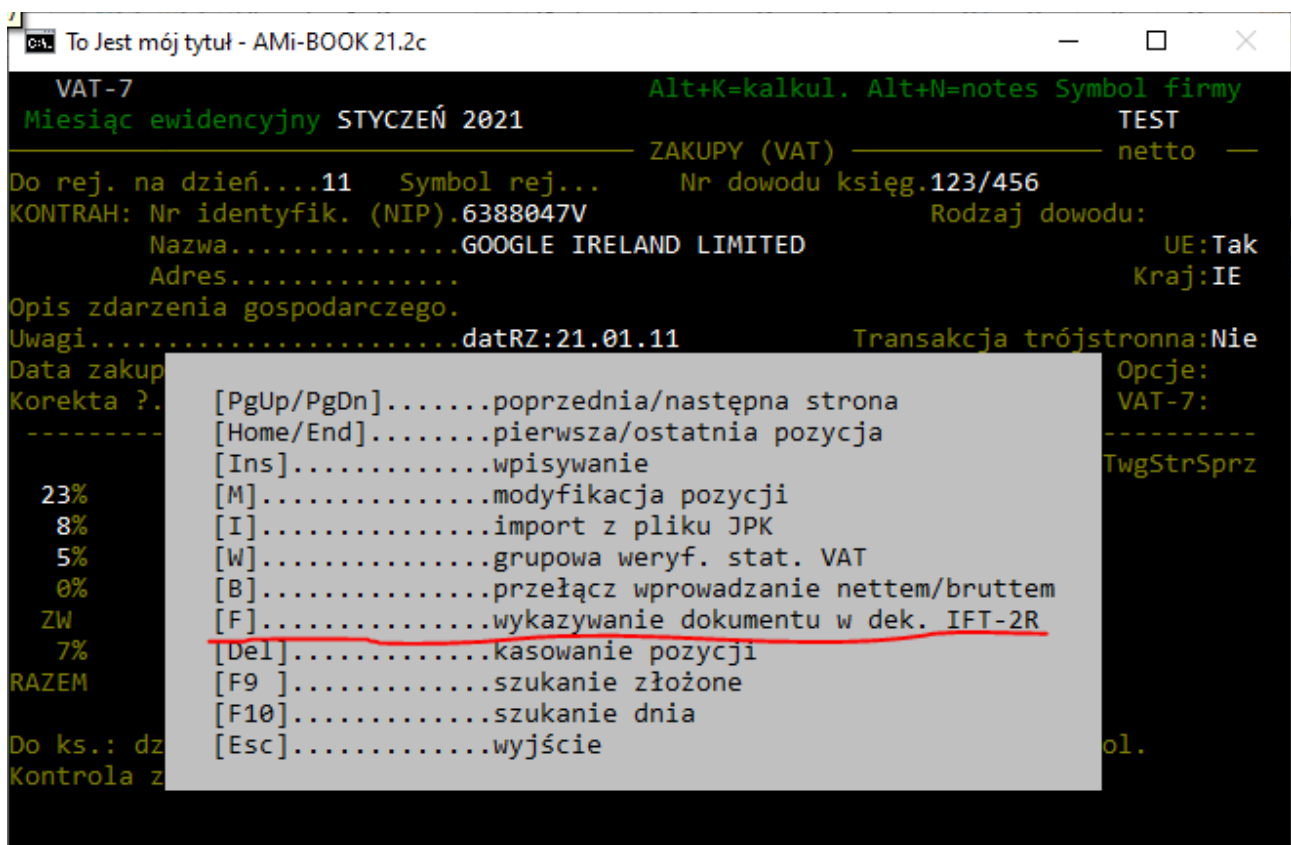 To Jest mój tytuł - AMi-BOOK 21.2c
VAT-7 Alt+K=kalkul. Alt+N=notes Symbol firmy
Miesiąc ewidencyjny STYCZEŃ 2021 TEST
ZAKUPY (VAT) netto
Do rej. na dzień....11 Symbol rej... Nr dowodu księg.123/456
KONTRAH: Nr identyfik. (NIP).6388047V Rodzaj dowodu:
Nazwa................GOOGLE IRELAND LIMITED UE:Tak
Adres............... Kraj:IE
Opis zdarzenia gospodarczego.
Uwagi........................datRZ:21.01.11 Transakcja trójstronna:Nie
Data zakup Opcje:
Korekta ?. VAT-7:
[PgUp/PgDn].......poprzednia/następna strona
[Home/End]........pierwsza/ostatnia pozycja
[Ins].............wpisywanie
TwgStrSprz
23% [M]...............modyfikacja pozycji
8% [I]...............import z pliku JPK
5% [W]...............grupowa weryf. stat. VAT
0% [B]...............przełącz wprowadzanie nettem/bruttem
ZW [F]...............wykazywanie dokumentu w dek. IFT-2R
7% [Del].............kasowanie pozycji
RAZEM [F9 ].............szukanie złożone
[F10].............szukanie dnia
Do ks.: dz [Esc].............wyjście ol.
Kontrola z